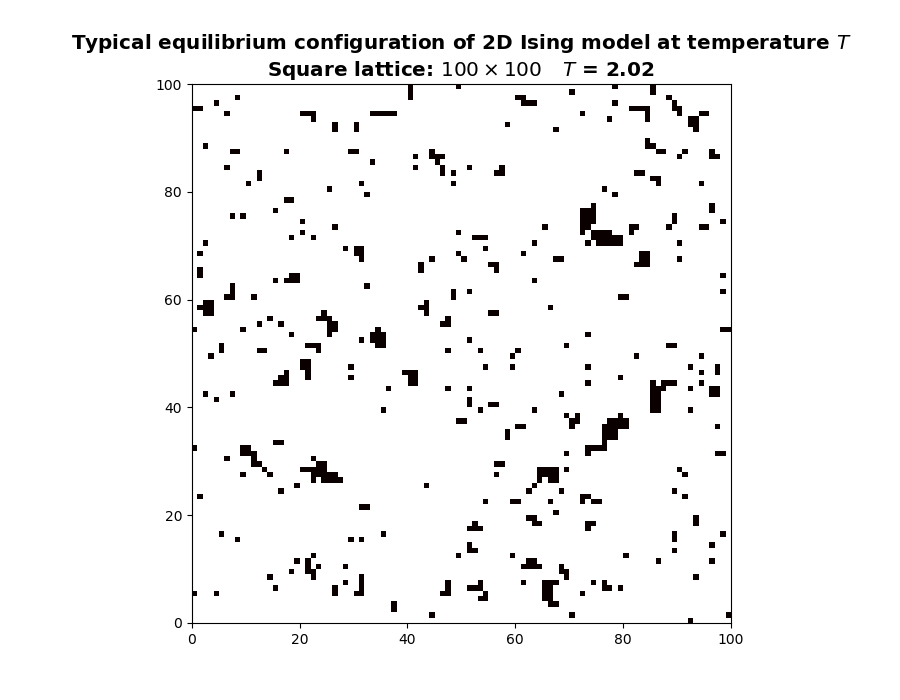 Typical equilibrium configuration of 2D Ising model at temperature T
Square lattice: 100 × 100 T = 2.02
100
80
60
40
20
0
0 20 40 60 80 100